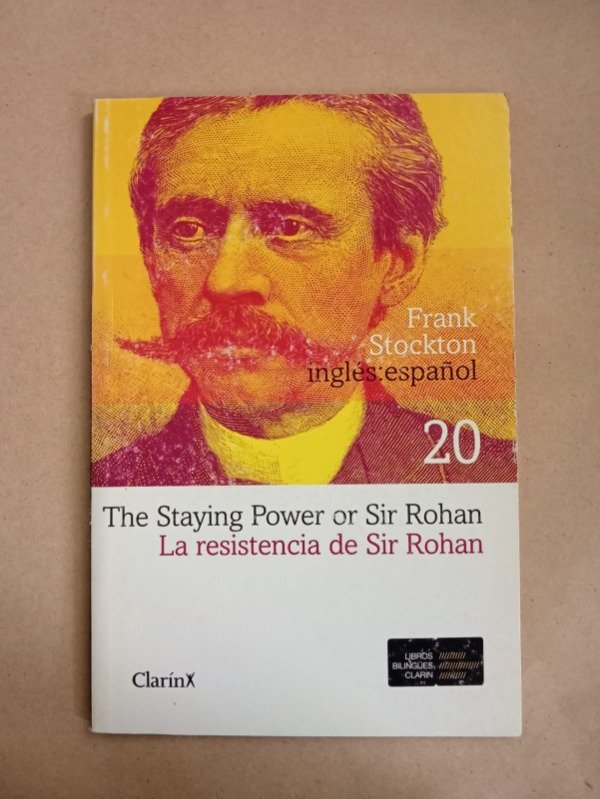 Frank
Stockton
inglés:español
20
The Staying Power or Sir Rohan
La resistencia de Sir Rohan
Clarín
LIBROS
BILINGÜES
CLARIN